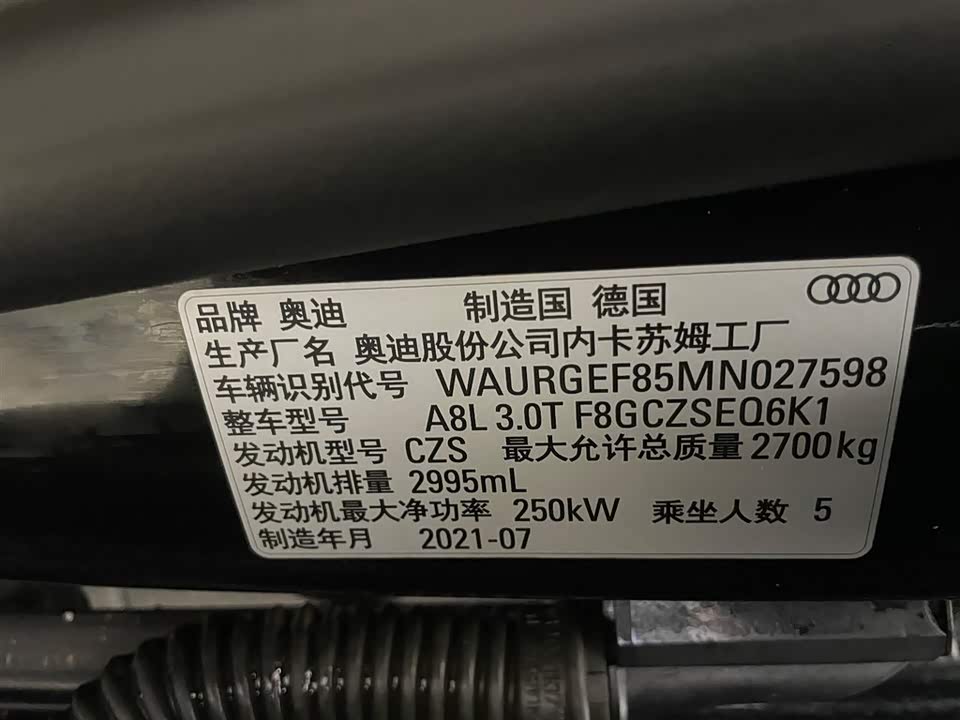 品牌 奥迪 制造国 德国
生产厂名 奥迪股份公司内卡苏姆工厂
车辆识别代号 WAURGEF85MN027598
整车型号 A8L 3.0T F8GCZSEQ6K1
发动机型号 CZS 最大允许总质量 2700kg
发动机排量 2995mL
发动机最大净功率 250kW 乘坐人数 5
制造年月 2021-07